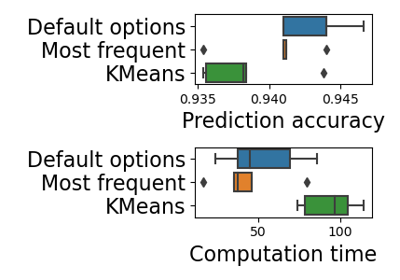 Default options
Most frequent
KMeans
0.935 0.940 0.945
Prediction accuracy
Default options
Most frequent
KMeans
50 100
Computation time